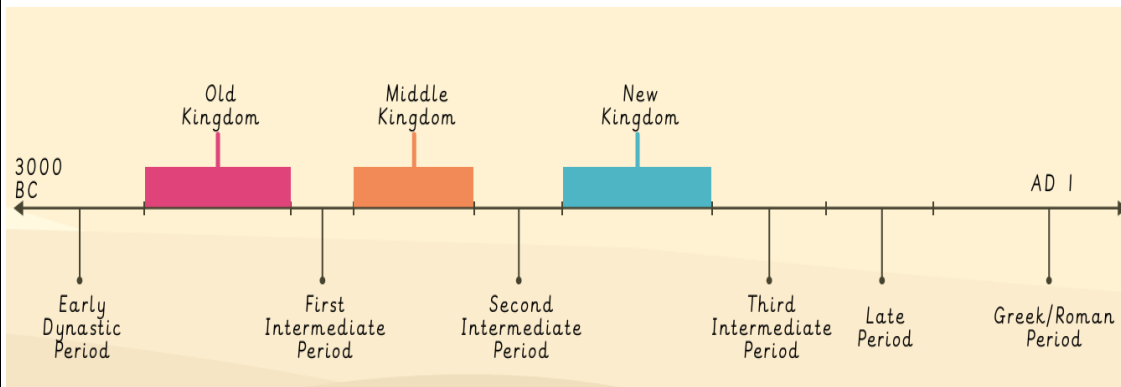 Old
Kingdom
Middle
Kingdom
New
Kingdom
3000
BC
AD 1
Early
Dynastic
Period
First
Intermediate
Period
Second
Intermediate
Period
Third
Intermediate
Period
Late
Period
Greek/Roman
Period